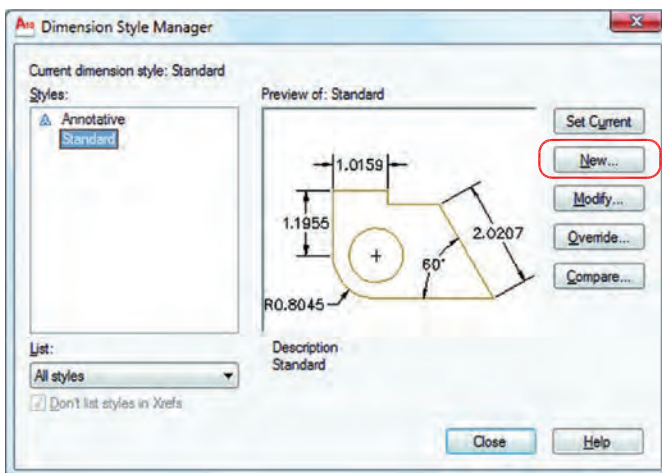 Dimension Style Manager
Current dimension style: Standard
Styles:
Annotative
Standard
Preview of: Standard
1.0159
1.1955
2.0207
60°
R0.8045
Set Current
New...
Modify...
Override...
Compare...
List:
All styles
Don't list styles in Xrefs
Description
Standard
Close
Help